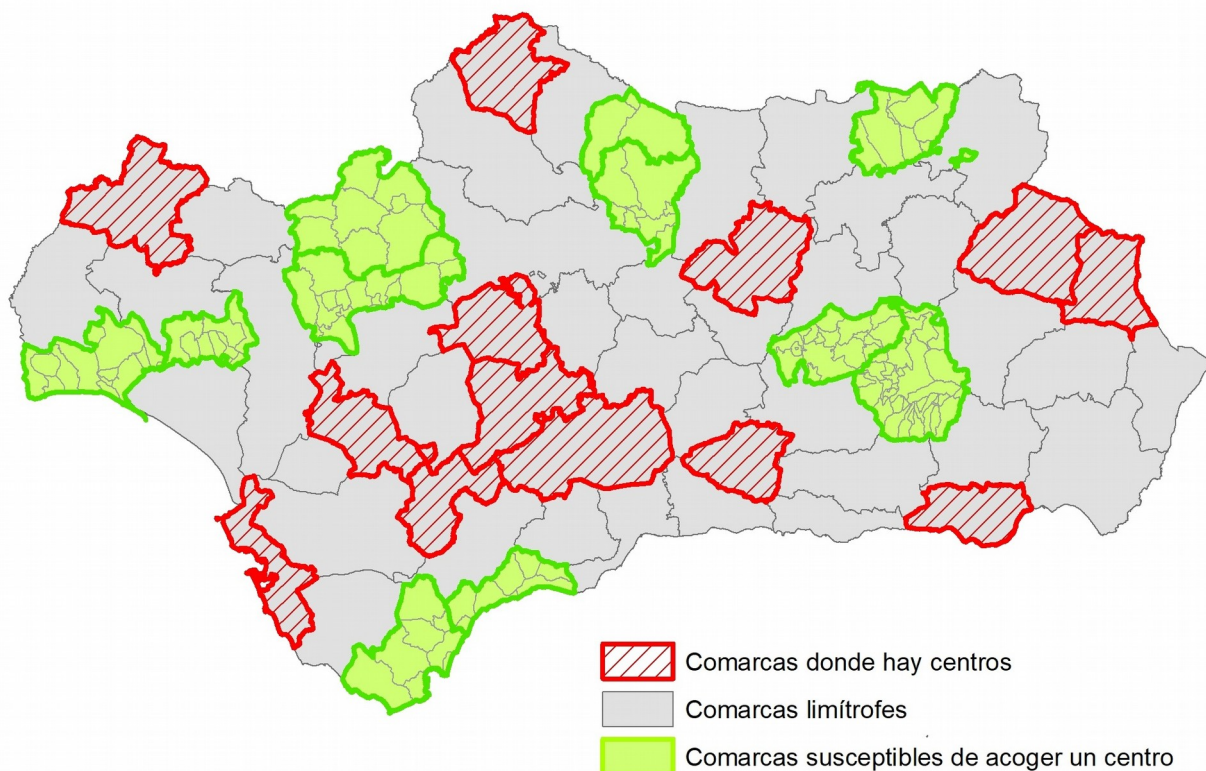 Comarcas donde hay centros
Comarcas limítrofes
Comarcas susceptibles de acoger un centro